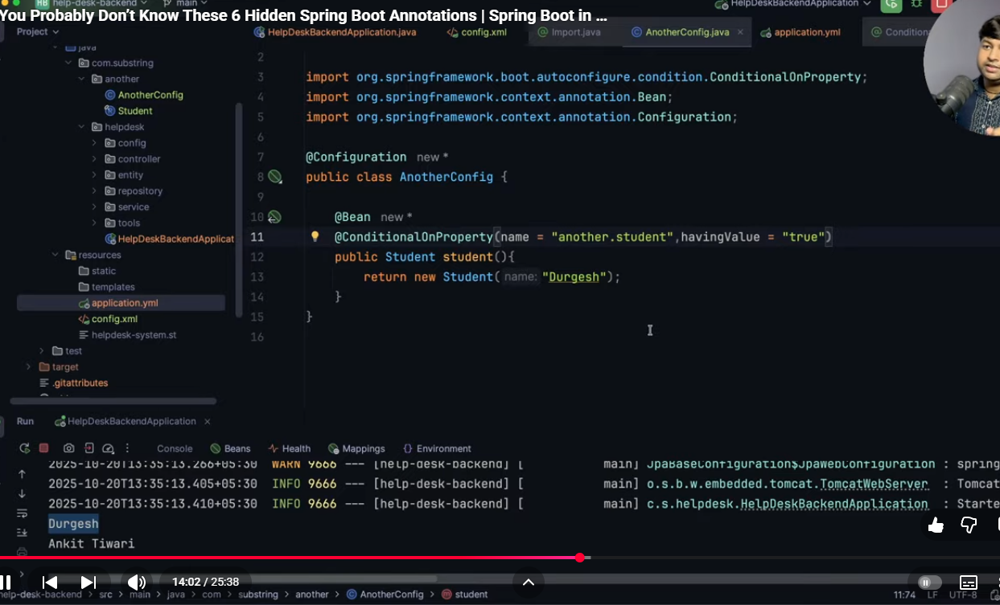 You Probably Don't Know These 6 Hidden Spring Boot Annotations | Spring Boot in ...
HB help-desk-backend main HelpDeskBackendApplication
Project HelpDeskBackendApplication.java config.xml Import.java AnotherConfig.java × application.yml
java
com.substring
another
AnotherConfig
Student
helpdesk
config
controller
entity
repository
service
tools
HelpDeskBackendApplicat
resources
static
templates
application.yml
config.xml
helpdesk-system.st
test
target
.gitattributes
2
3 import org.springframework.boot.autoconfigure.condition.ConditionalOnProperty;
4 import org.springframework.context.annotation.Bean;
5 import org.springframework.context.annotation.Configuration;
6
7 @Configuration new *
8 public class AnotherConfig {
9
10 @Bean new *
11 @ConditionalOnProperty(name = "another.student",havingValue = "true")
12 public Student student(){
13 return new Student( name: "Durgesh");
14 }
15 }
16
Run HelpDeskBackendApplication ×
Console Beans Health Mappings {} Environment
2025-10-20T13:35:13.266+05:30 WARN 9666 --- [help-desk-backend] [ main] JpaBaseConfiguration$JpaWebConfiguration : spring
2025-10-20T13:35:13.405+05:30 INFO 9666 --- [help-desk-backend] [ main] o.s.b.w.embedded.tomcat.TomcatWebServer : Tomcat
2025-10-20T13:35:13.410+05:30 INFO 9666 --- [help-desk-backend] [ main] c.s.helpdesk.HelpDeskBackendApplication : Starte
Durgesh
Ankit Tiwari
14:02 / 25:38
elp-desk-backend > src > main > java > com > substring > another > AnotherConfig > student 11:74 LF UTF-8